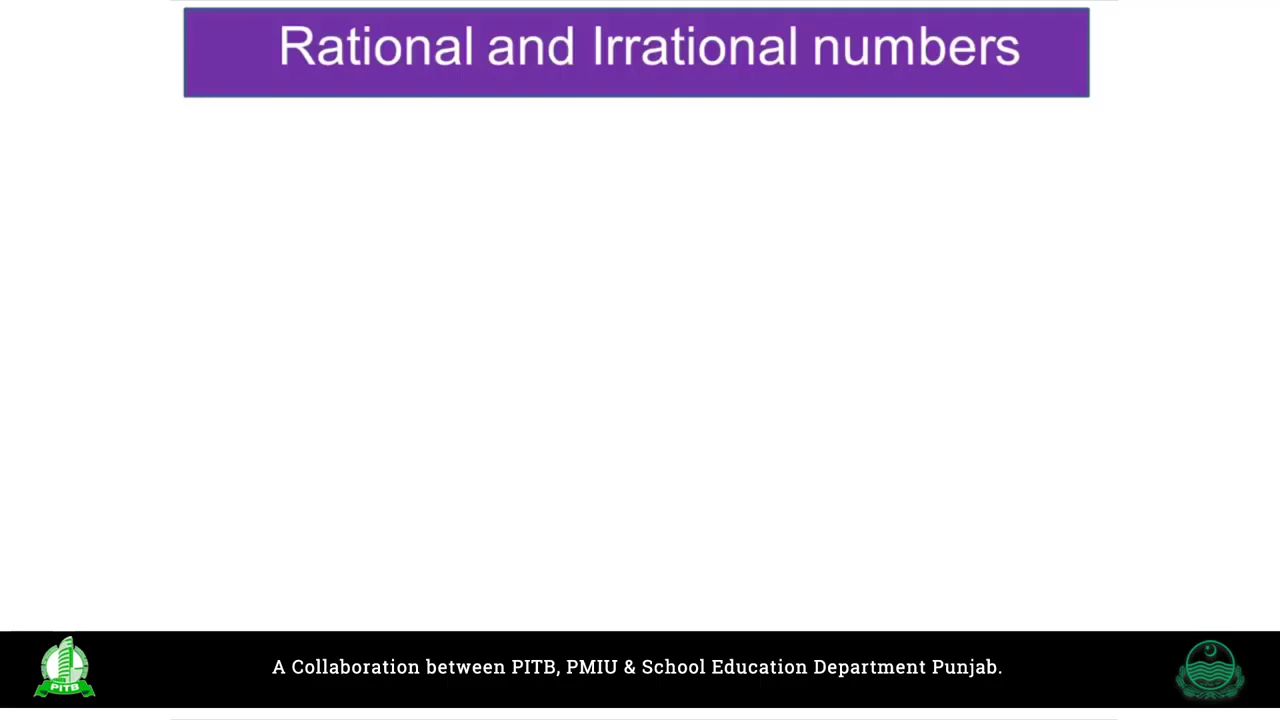 Rational and Irrational numbers
A Collaboration between PITB, PMIU & School Education Department Punjab.
PITB